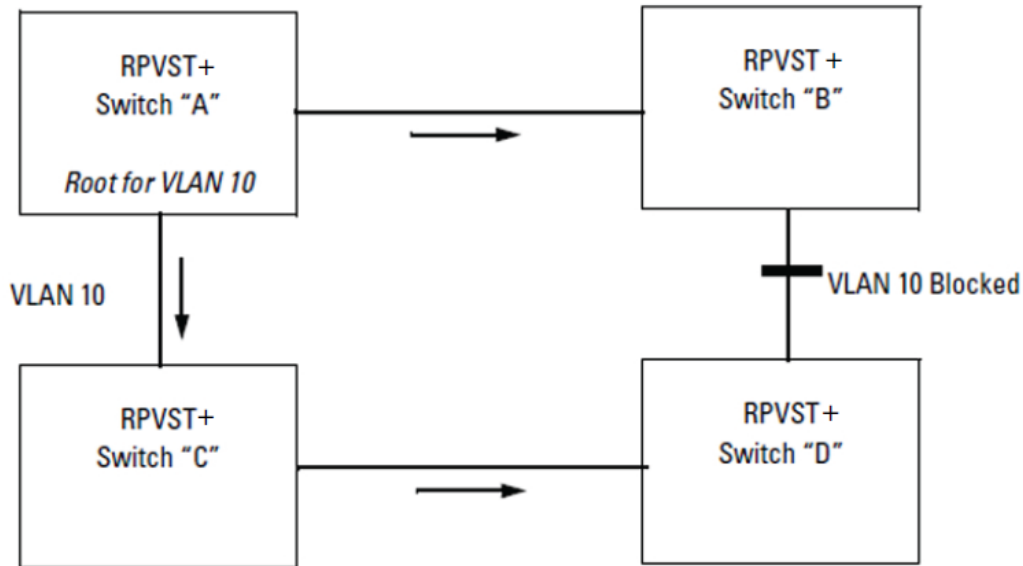 RPVST+
Switch “A”
Root for VLAN 10
RPVST +
Switch “B”
VLAN 10
VLAN 10 Blocked
RPVST+
Switch “C”
RPVST+
Switch “D”